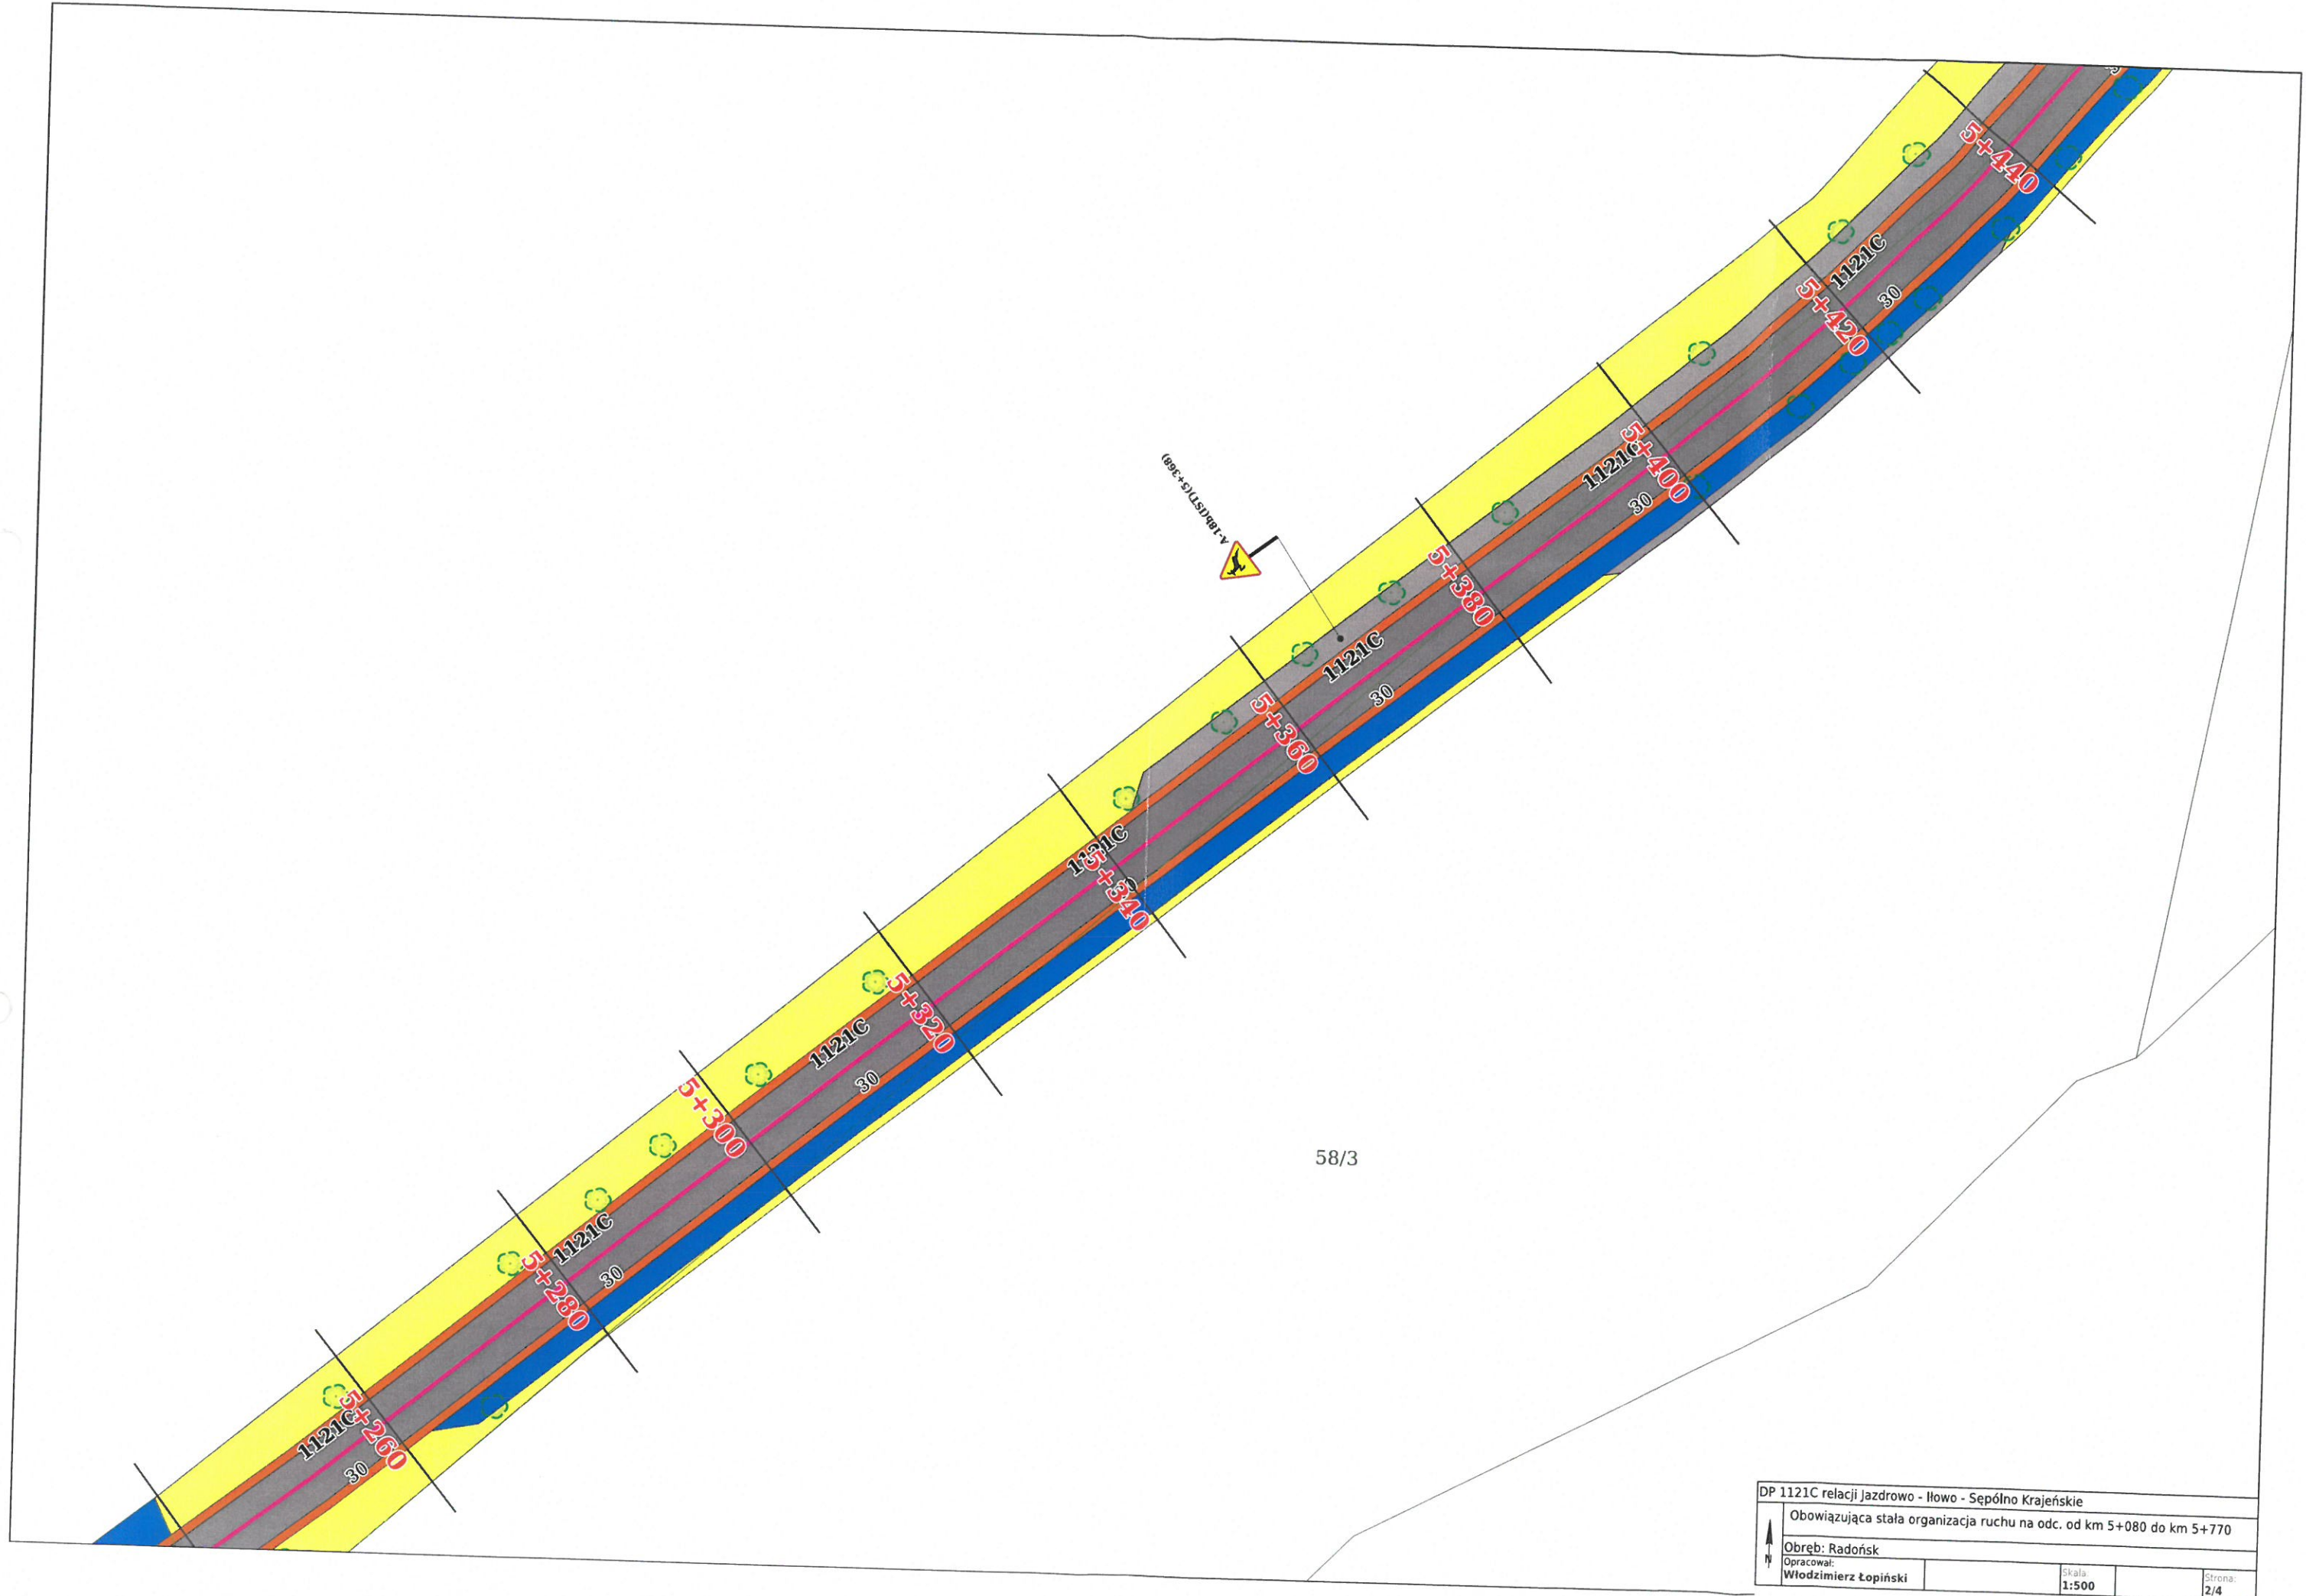 5+440
1121C
30
5+420
5+400
1121C
30
A-18b(IST)(5+368)
5+380
1121C
30
5+360
1121C
5+340
5+320
1121C
30
5+300
58/3
1121C
30
5+280
5+260
1121C
30
DP 1121C relacji Jazdrowo - Iłowo - Sępólno Krajeńskie
Obowiązująca stała organizacja ruchu na odc. od km 5+080 do km 5+770
N
Obręb: Radońsk
Opracował:
Włodzimierz Łopiński
Skala:
1:500
Strona:
2/4